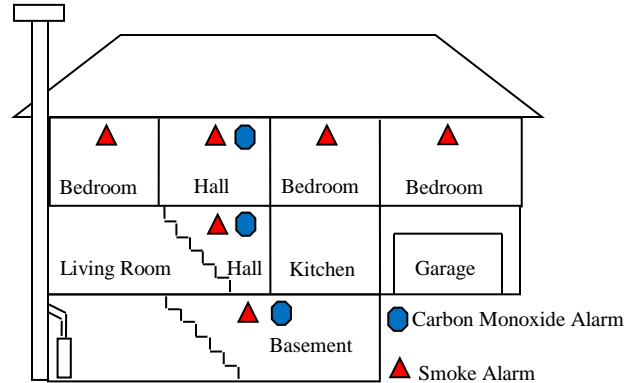 Bedroom
Hall
Bedroom
Bedroom
Living Room
Hall
Kitchen
Garage
Carbon Monoxide Alarm
Basement
Smoke Alarm